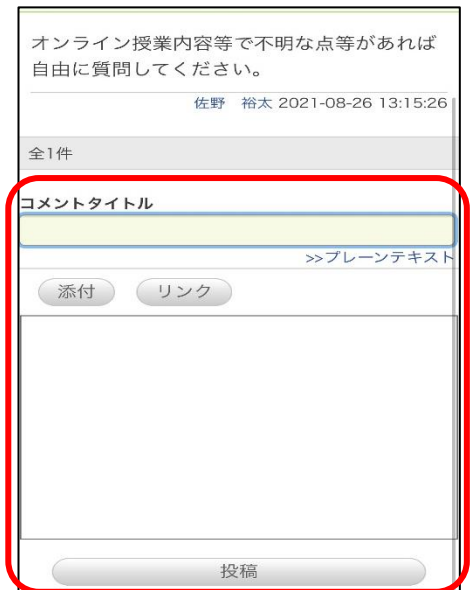 オンライン授業内容等で不明な点等があれば
自由に質問してください。
佐野　裕太 2021-08-26 13:15:26
全1件
コメントタイトル
>>プレーンテキスト
添付 リンク
投稿